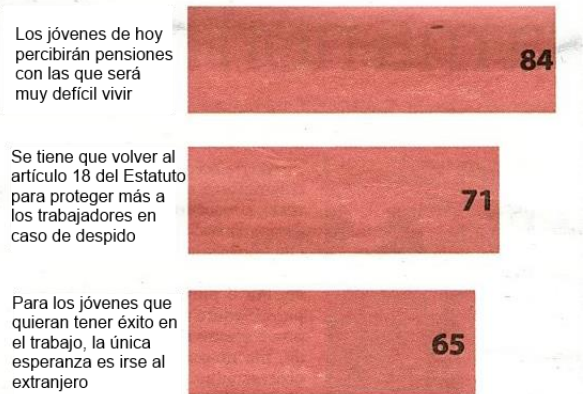 Los jóvenes de hoy
percibirán pensiones
con las que será
muy defícil vivir
84
Se tiene que volver al
artículo 18 del Estatuto
para proteger más a
los trabajadores en
caso de despido
71
Para los jóvenes que
quieran tener éxito en
el trabajo, la única
esperanza es irse al
extranjero
65